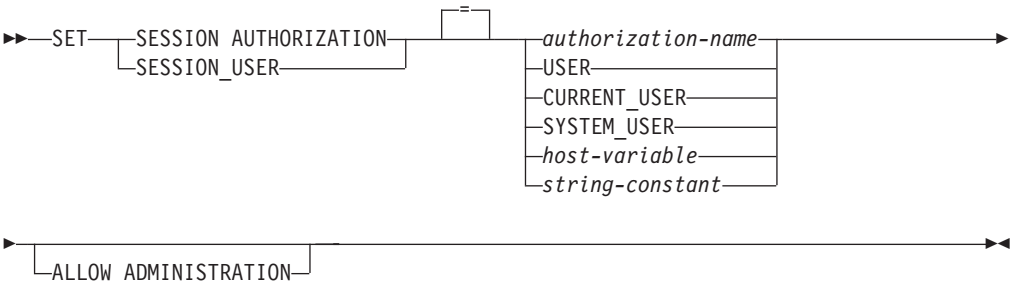 =
SET SESSION AUTHORIZATION authorization-name
SESSION_USER USER
CURRENT_USER
SYSTEM_USER
host-variable
string-constant
ALLOW ADMINISTRATION